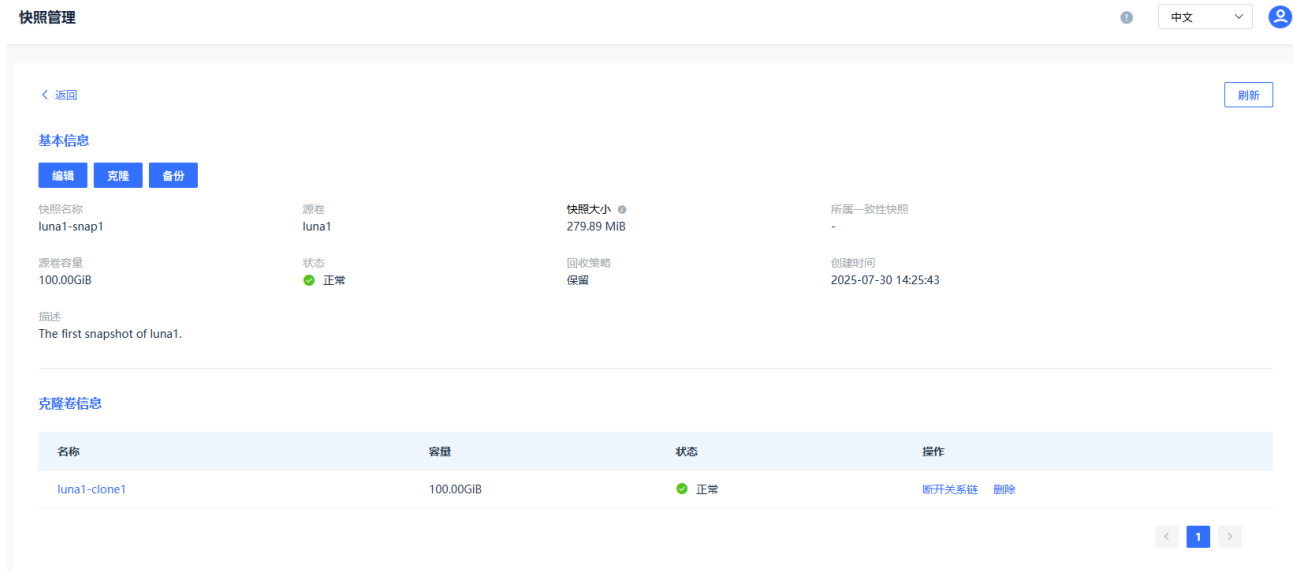 快照管理
中文
返回
刷新
基本信息
编辑 克隆 备份
快照名称 源卷 快照大小 所属一致性快照
luna1-snap1 luna1 279.89 MiB -
源卷容量 状态 回收策略 创建时间
100.00GiB 正常 保留 2025-07-30 14:25:43
描述
The first snapshot of luna1.
克隆卷信息
名称 容量 状态 操作
luna1-clone1 100.00GiB 正常 断开关系链 删除
1